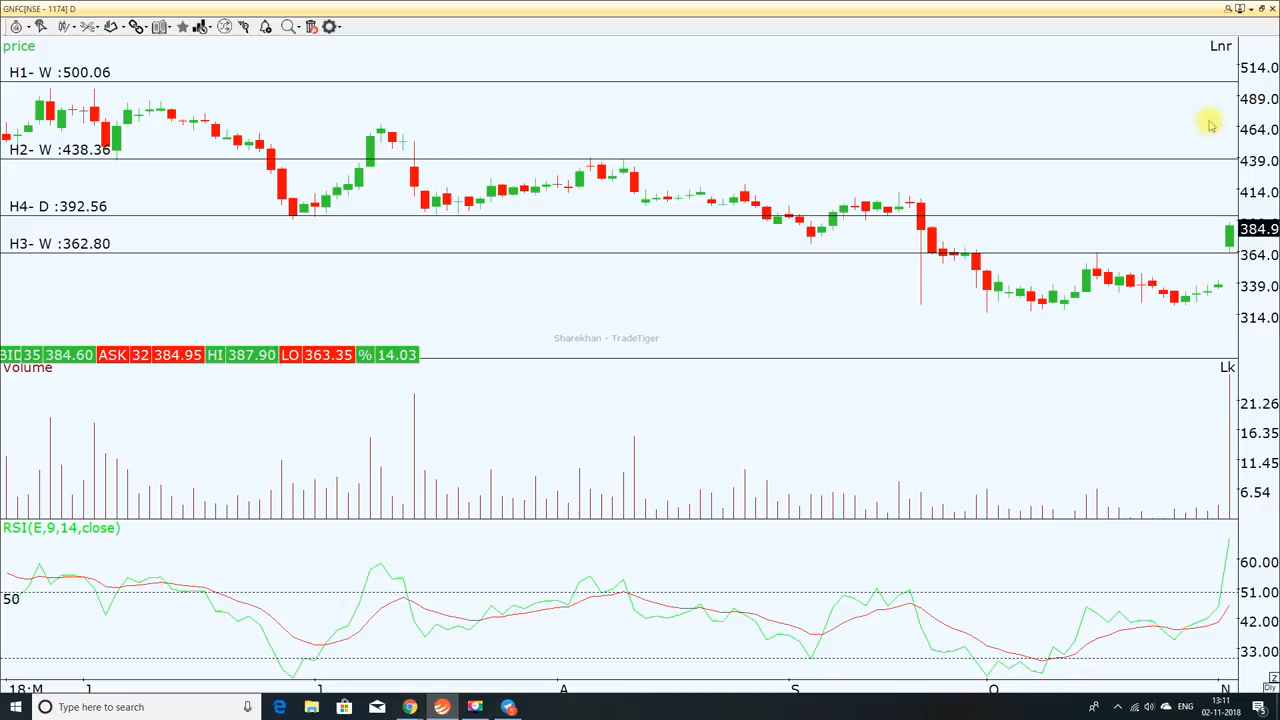 GNFC[NSE - 1174] D
price
Lnr
H1- W :500.06
H2- W :438.36
H4- D :392.56
H3- W :362.80
514.0
489.0
464.0
439.0
414.0
384.9
364.0
339.0
314.0
Sharekhan - TradeTiger
BID 35 384.60 ASK 32 384.95 HI 387.90 LO 363.35 % 14.03
Volume
Lk
21.26
16.35
11.45
6.54
RSI(E,9,14,close)
60.00
50
51.00
42.00
33.00
18:M J J A S O N
Z
Dly
Type here to search
ENG
13:11
02-11-2018